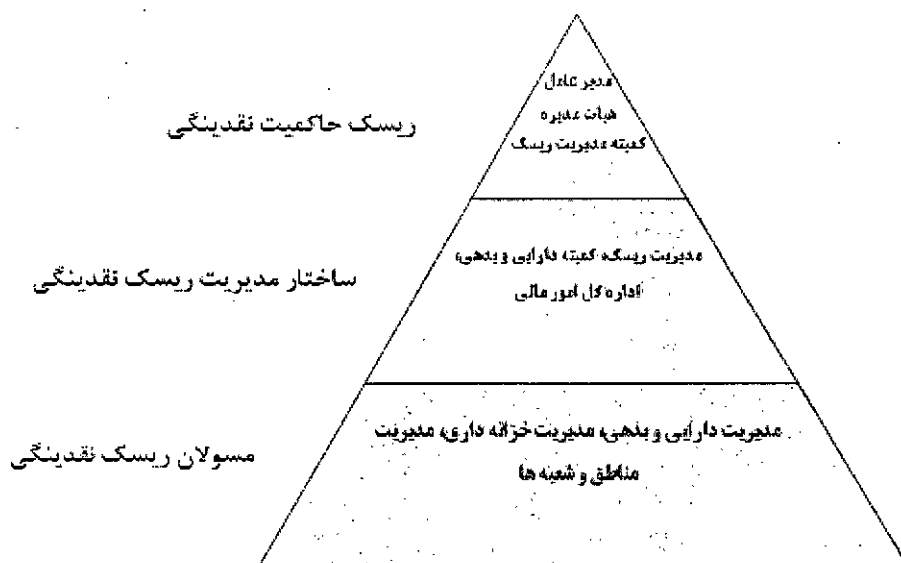 مدیر عامل
هیات مدیره
کمیته مدیریت ریسک
ریسک حاکمیت نقدینگی
مدیریت ریسک، کمیته دارایی و بدهی،
اداره کل امور مالی
ساختار مدیریت ریسک نقدینگی
مدیریت دارایی و بدهی، مدیریت خزانه داری، مدیریت
مناطق و شعبه ها
مسولان ریسک نقدینگی